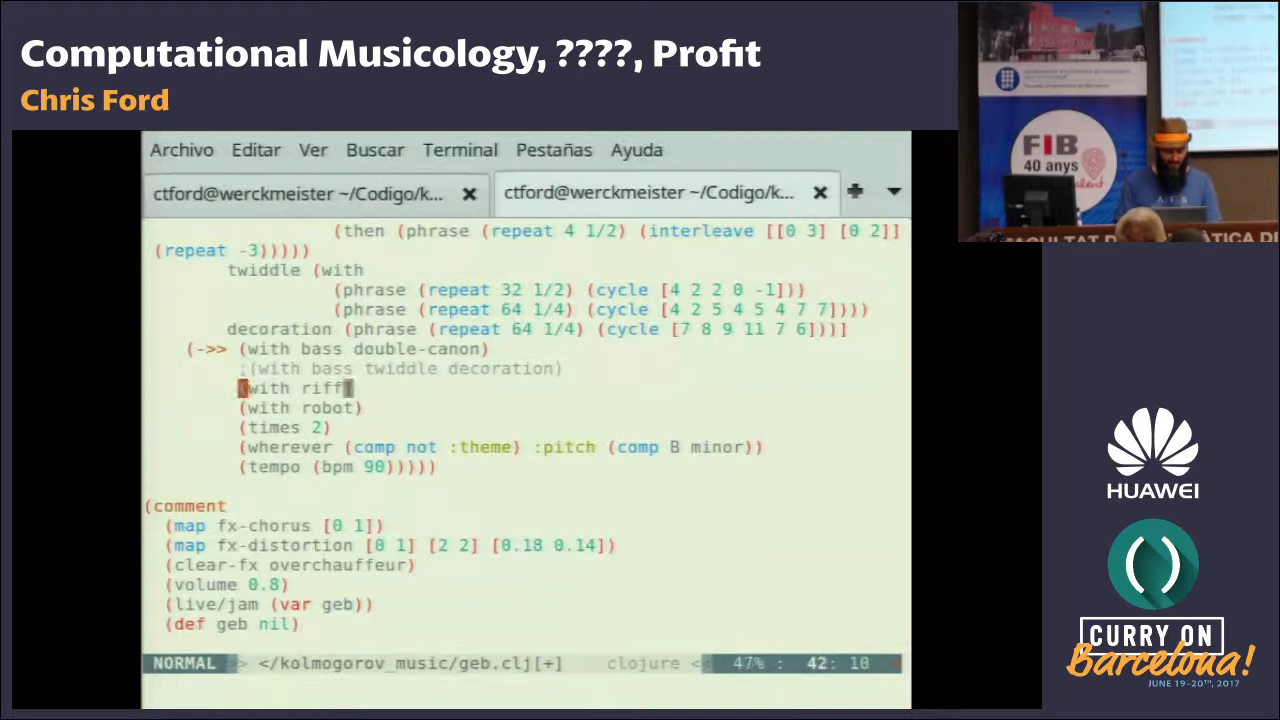 Computational Musicology, ????, Profit
Chris Ford
FIB
40 anys
Archivo Editar Ver Buscar Terminal Pestañas Ayuda
ctford@werckmeister ~/Codigo/k... ctford@werckmeister ~/Codigo/k...
(then (phrase (repeat 4 1/2) (interleave [[0 3] [0 2]]
(repeat -3)))))
twiddle (with
(phrase (repeat 32 1/2) (cycle [4 2 2 0 -1]))
(phrase (repeat 64 1/4) (cycle [4 2 5 4 5 4 7 7])))
decoration (phrase (repeat 64 1/4) (cycle [7 8 9 11 7 6]))]
(->> (with bass double-canon)
;(with bass twiddle decoration)
(with riff)
(with robot)
(times 2)
(wherever (comp not :theme) :pitch (comp B minor))
(tempo (bpm 90)))))
(comment
(map fx-chorus [0 1])
(map fx-distortion [0 1] [2 2] [0.18 0.14])
(clear-fx overchauffeur)
(volume 0.8)
(live/jam (var geb))
(def geb nil)
NORMAL >> </kolmogorov_music/geb.clj[+] clojure << 47% : 42: 10
HUAWEI
CURRY ON
Barcelona!
JUNE 19-20TH, 2017